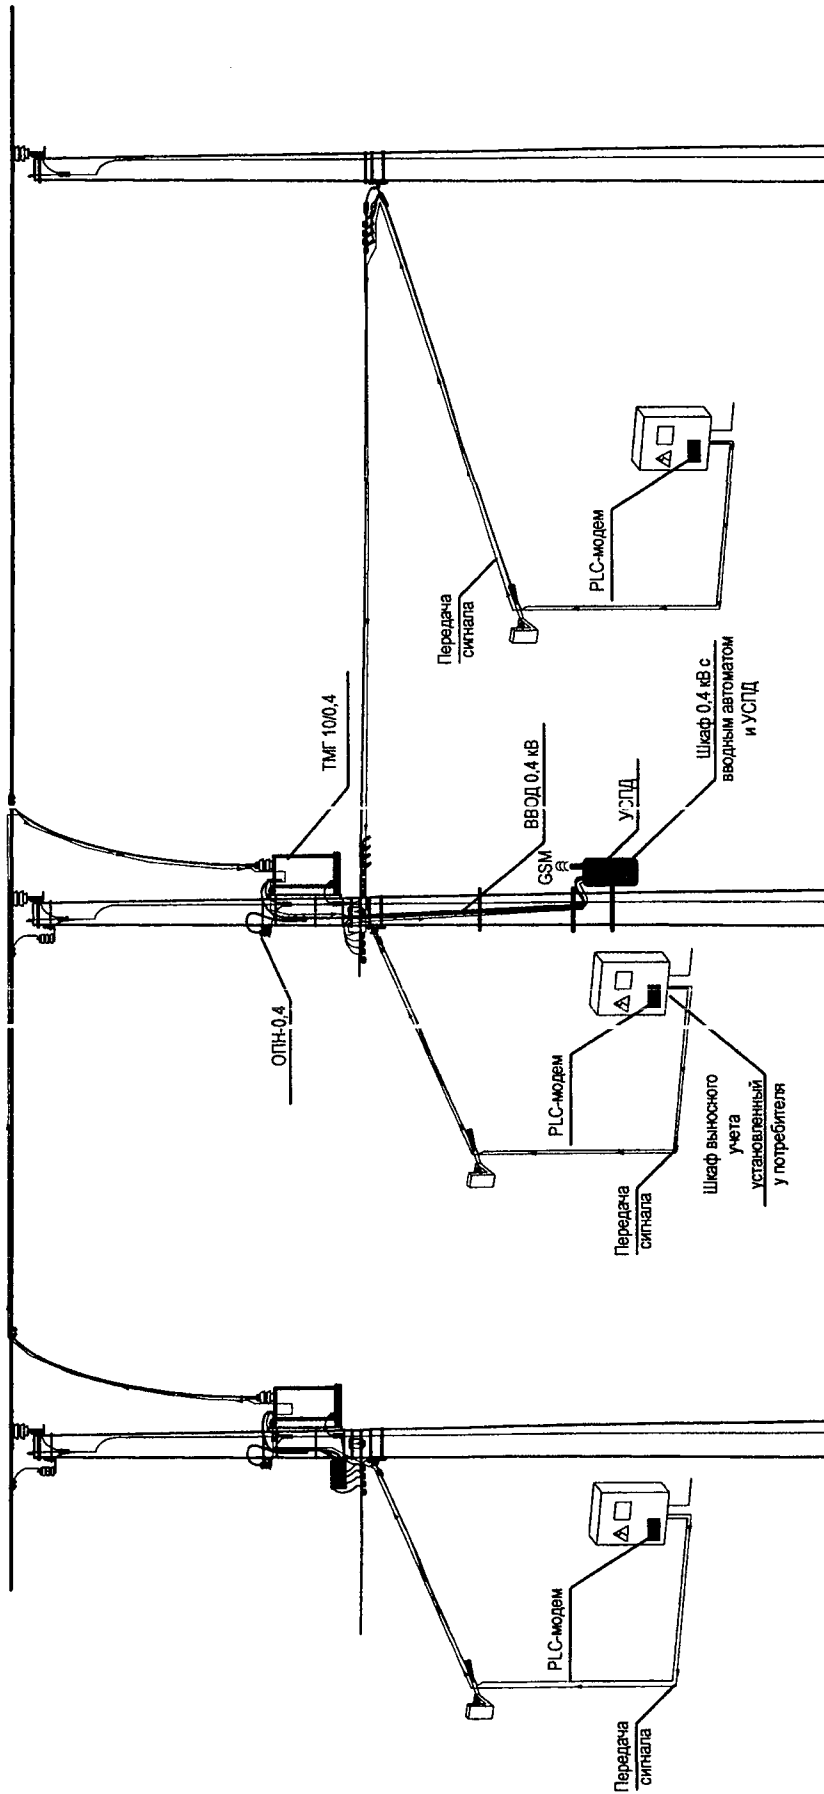 Передача
сигнала
PLC-модем
ОПН-0,4
PLC-модем
Передача
сигнала
Шкаф выносного
учета
установленный
у потребителя
ТМГ 10/0,4
ВВОД 0,4 кВ
GSM
УСПД
Шкаф 0,4 кВ с
вводным автоматом
и УСПД
Передача
сигнала
PLC-модем